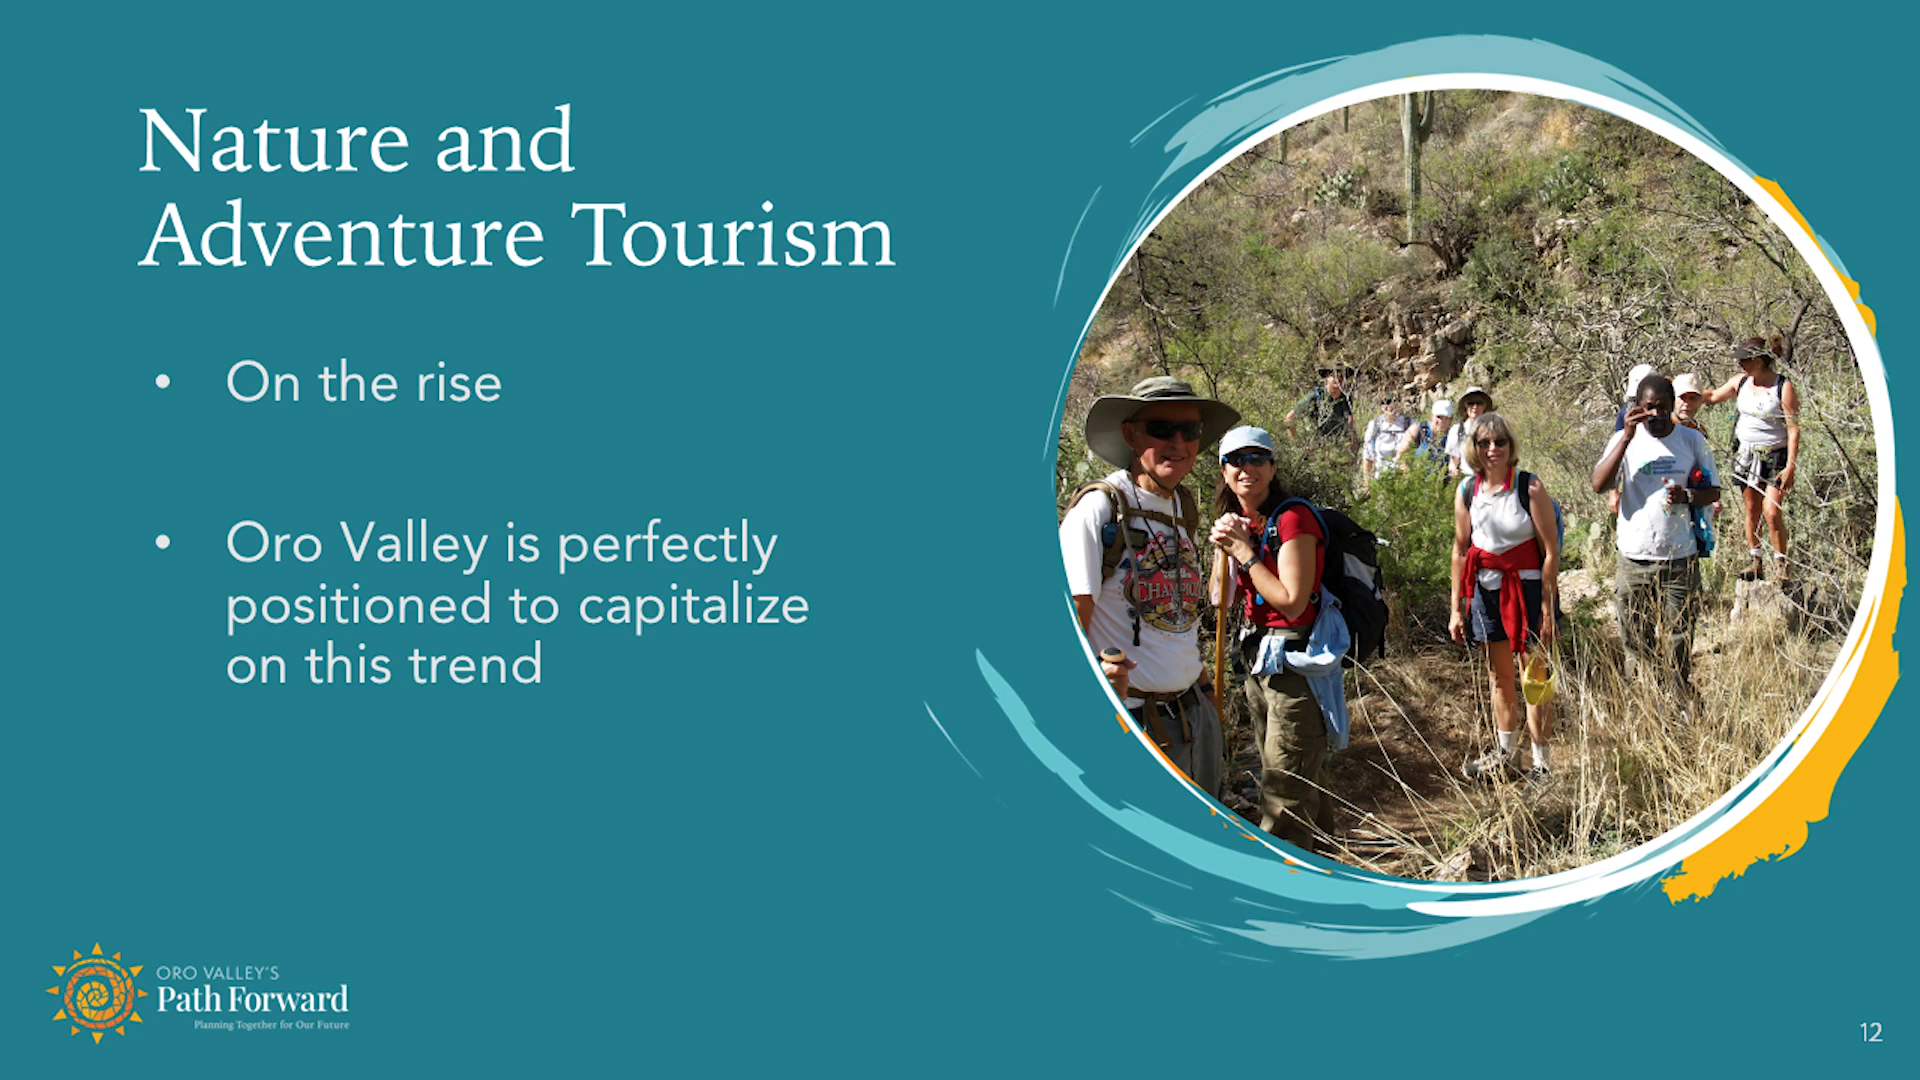 Nature and
Adventure Tourism
• On the rise
• Oro Valley is perfectly
positioned to capitalize
on this trend
ORO VALLEY'S
Path Forward
Planning Together for Our Future
12